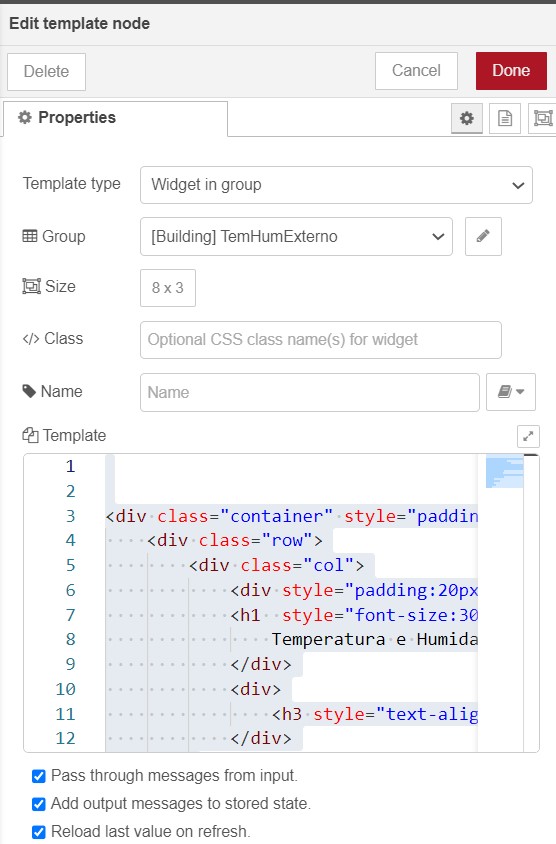 Edit template node
Delete
Cancel
Done
Properties
Template type
Widget in group
Group
[Building] TemHumExterno
Size
8 x 3
</> Class
Optional CSS class name(s) for widget
Name
Name
Template
1
2
3 <div class="container" style="paddin
4 <div class="row">
5 <div class="col">
6 <div style="padding:20px
7 <h1  style="font-size:30
8 Temperatura e Humida
9 </div>
10 <div>
11 <h3 style="text-alig
12 </div>
Pass through messages from input.
Add output messages to stored state.
Reload last value on refresh.